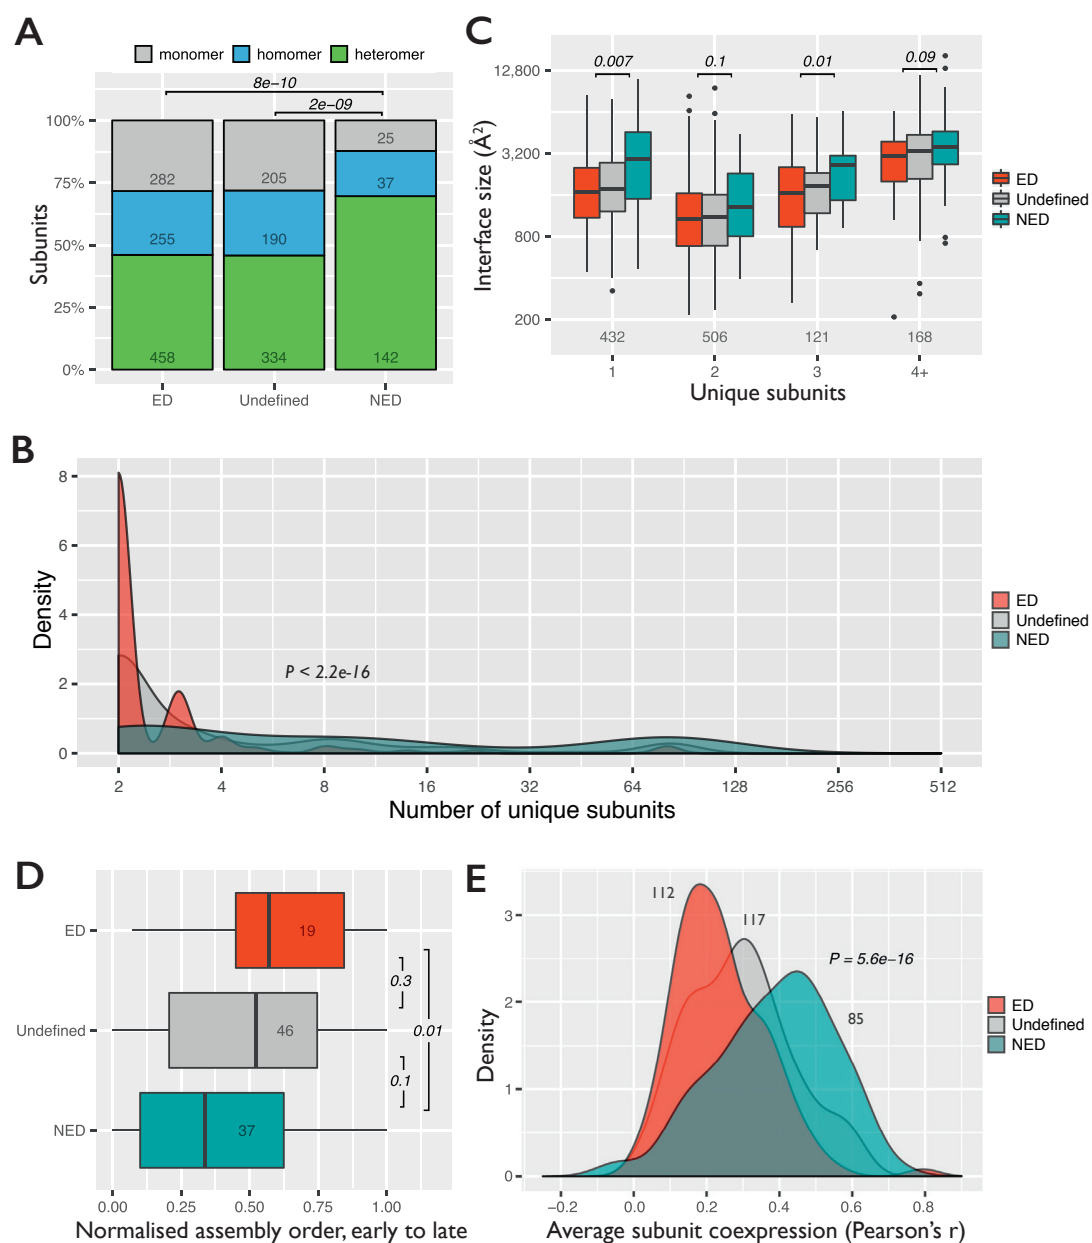 A
monomer homomer heteromer
8e−10
2e−09
100%
75%
50%
25%
0%
Subunits
282 205 25
255 190 37
458 334 142
ED Undefined NED
C
0.007 0.1 0.01 0.09
12,800
3,200
800
200
Interface size (Å²)
432 506 121 168
1 2 3 4+
Unique subunits
ED
Undefined
NED
B
8
6
4
2
0
Density
P < 2.2e-16
2 4 8 16 32 64 128 256 512
Number of unique subunits
ED
Undefined
NED
D
ED
Undefined
NED
19
46
37
0.3
0.01
0.1
0.00 0.25 0.50 0.75 1.00
Normalised assembly order, early to late
E
3
2
1
0
Density
112
117
P = 5.6e−16
85
−0.2 0.0 0.2 0.4 0.6 0.8
Average subunit coexpression (Pearson's r)
ED
Undefined
NED